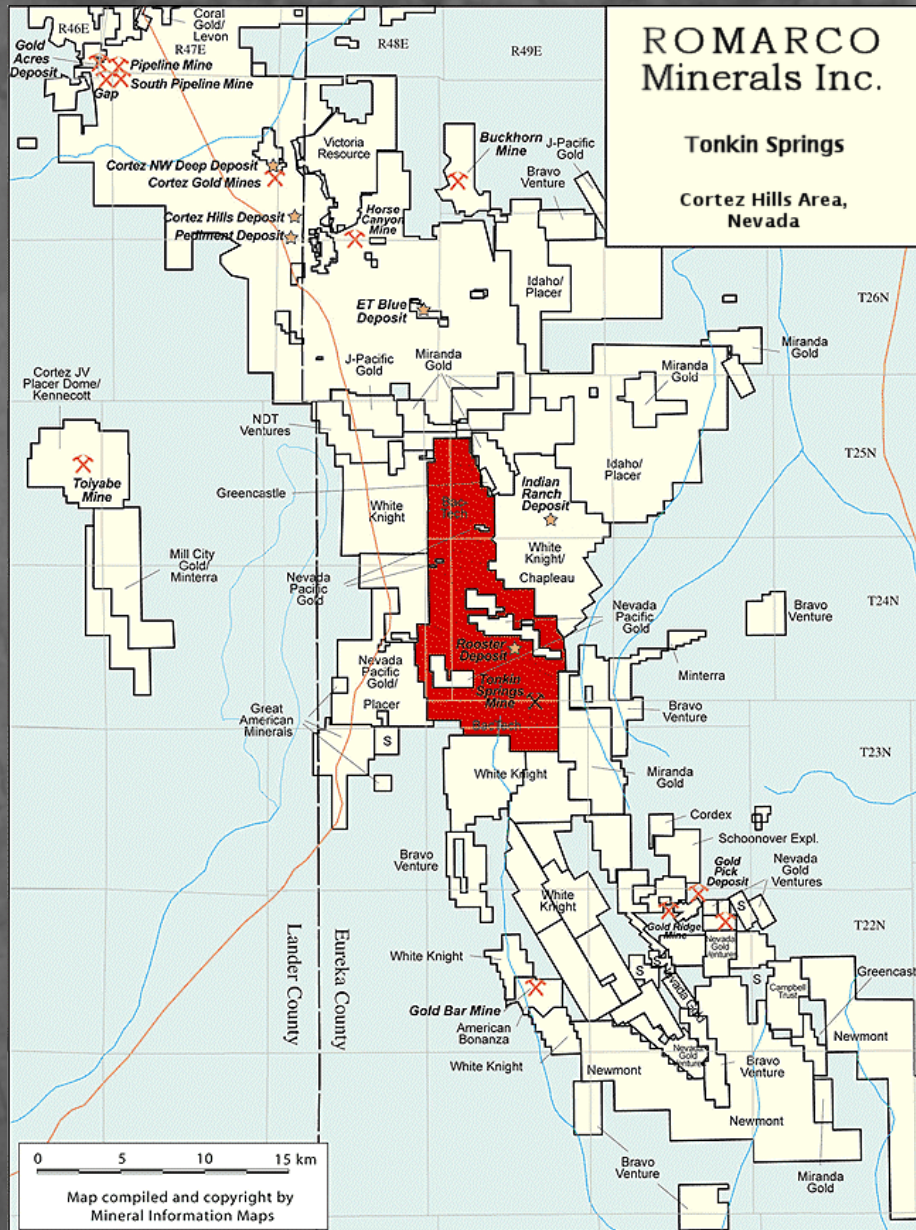 R46E
Coral
Gold/
Levon
R47E
R48E
R49E
ROMARCO
Minerals Inc.
Tonkin Springs
Cortez Hills Area,
Nevada
Gold
Acres
Deposit
Pipeline Mine
South Pipeline Mine
Gap
Victoria
Resource
Buckhorn
Mine
J-Pacific
Gold
Bravo
Venture
Cortez NW Deep Deposit
Cortez Gold Mines
Cortez Hills Deposit
Pediment Deposit
Horse
Canyon
Mine
Idaho/
Placer
T26N
ET Blue
Deposit
Miranda
Gold
J-Pacific
Gold
Miranda
Gold
Miranda
Gold
Cortez JV
Placer Dome/
Kennecott
NDT
Ventures
T25N
Toiyabe
Mine
Greencastle
Indian
Ranch
Deposit
Idaho/
Placer
White
Knight
White
Knight/
Chapleau
Mill City
Gold/
Minterra
Nevada
Pacific
Gold
Nevada
Pacific
Gold
Bravo
Venture
T24N
Rooster
Deposit
Minterra
Nevada
Pacific
Gold/
Placer
Tonkin
Springs
Mine
Bravo
Venture
Great
American
Minerals
S
T23N
White Knight
Miranda
Gold
Cordex
Schoonover Expl.
Bravo
Venture
Gold
Pick
Deposit
Nevada
Gold
Ventures
White
Knight
S
Gold Ridge
Mine
T22N
Lander County
Eureka County
White Knight
Nevada
Gold
Ventures
S
S
S
Nevada Gold
Campbell
Trust
Greencast
Gold Bar Mine
American
Bonanza
White Knight
Newmont
Nevada
Gold
Ventures
Bravo
Venture
Newmont
Newmont
Bravo
Venture
Miranda
Gold
0 5 10 15 km
Map compiled and copyright by
Mineral Information Maps